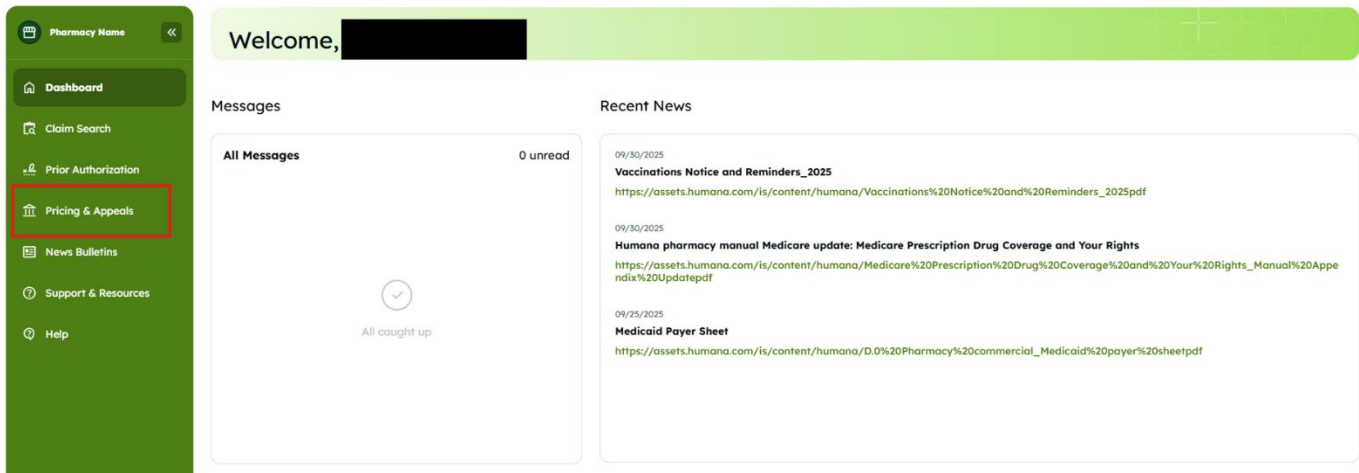 Pharmacy Name
Dashboard
Claim Search
Prior Authorization
Pricing & Appeals
News Bulletins
Support & Resources
Help
Welcome,
Messages
All Messages
0 unread
All caught up
Recent News
09/30/2025
Vaccinations Notice and Reminders_2025
https://assets.humana.com/is/content/humana/Vaccinations%20Notice%20and%20Reminders_2025pdf
09/30/2025
Humana pharmacy manual Medicare update: Medicare Prescription Drug Coverage and Your Rights
https://assets.humana.com/is/content/humana/Medicare%20Prescription%20Drug%20Coverage%20and%20Your%20Rights_Manual%20Appe
ndix%20Updatepdf
09/25/2025
Medicaid Payer Sheet
https://assets.humana.com/is/content/humana/D.0%20Pharmacy%20commercial_Medicaid%20payer%20sheetpdf